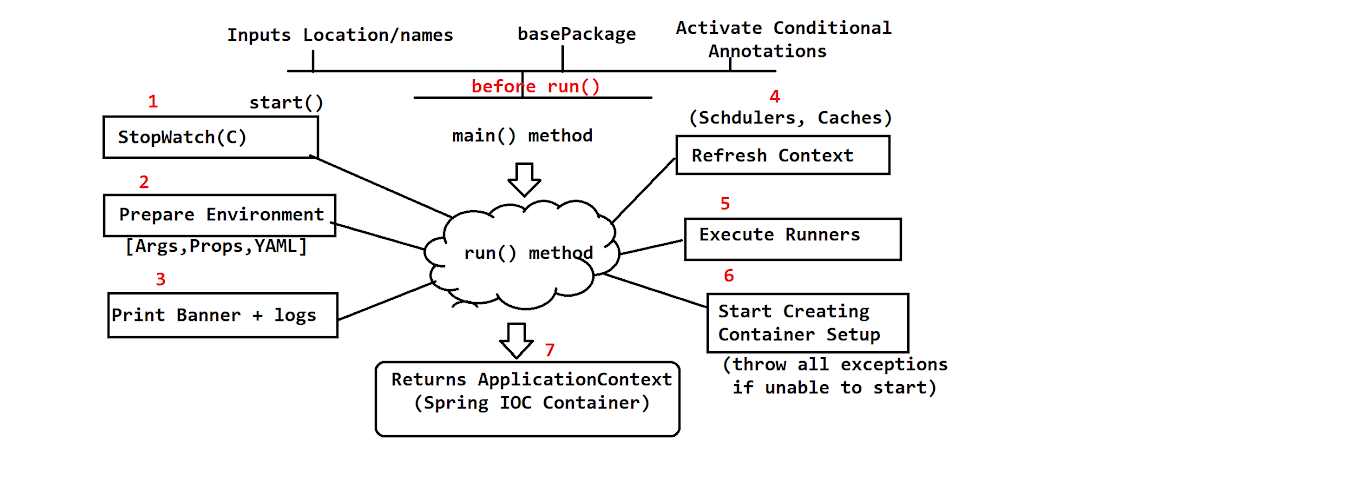 Inputs Location/names
basePackage
Activate Conditional
Annotations
before run()
1
start()
StopWatch(C)
main() method
4
(Schdulers, Caches)
Refresh Context
2
Prepare Environment
[Args,Props,YAML]
run() method
5
Execute Runners
3
Print Banner + logs
6
Start Creating
Container Setup
(throw all exceptions
if unable to start)
7
Returns ApplicationContext
(Spring IOC Container)